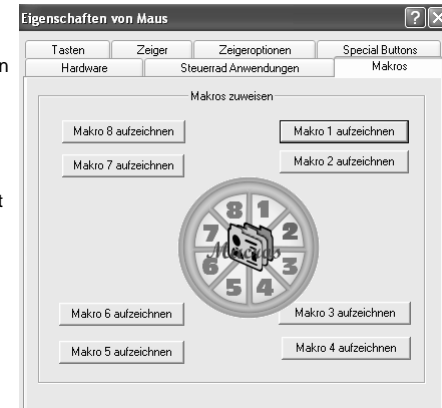 Eigenschaften von Maus
Tasten Zeiger Zeigeroptionen Special Buttons
Hardware Steuerrad Anwendungen Makros
n
Makros zuweisen
Makro 8 aufzeichnen Makro 1 aufzeichnen
Makro 7 aufzeichnen Makro 2 aufzeichnen
t
8 1
7 2
Macros
6 3
5 4
Makro 6 aufzeichnen Makro 3 aufzeichnen
Makro 5 aufzeichnen Makro 4 aufzeichnen